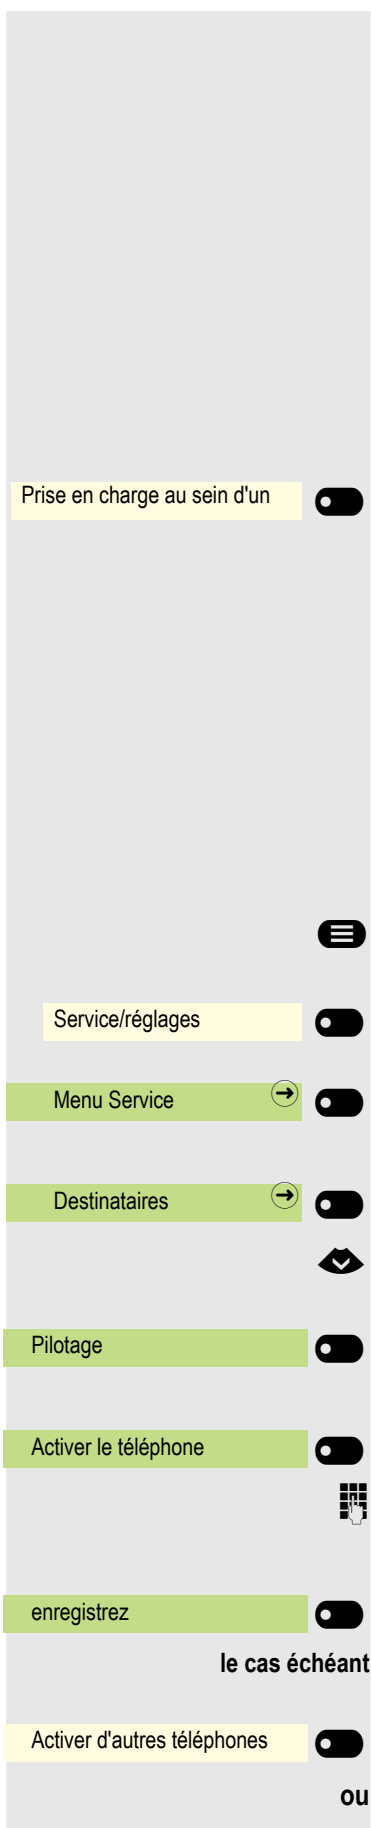 Prise en charge au sein d'un
Service/réglages
Menu Service
Destinataires
Pilotage
Activer le téléphone
enregistrez
le cas échéant
Activer d'autres téléphones
ou